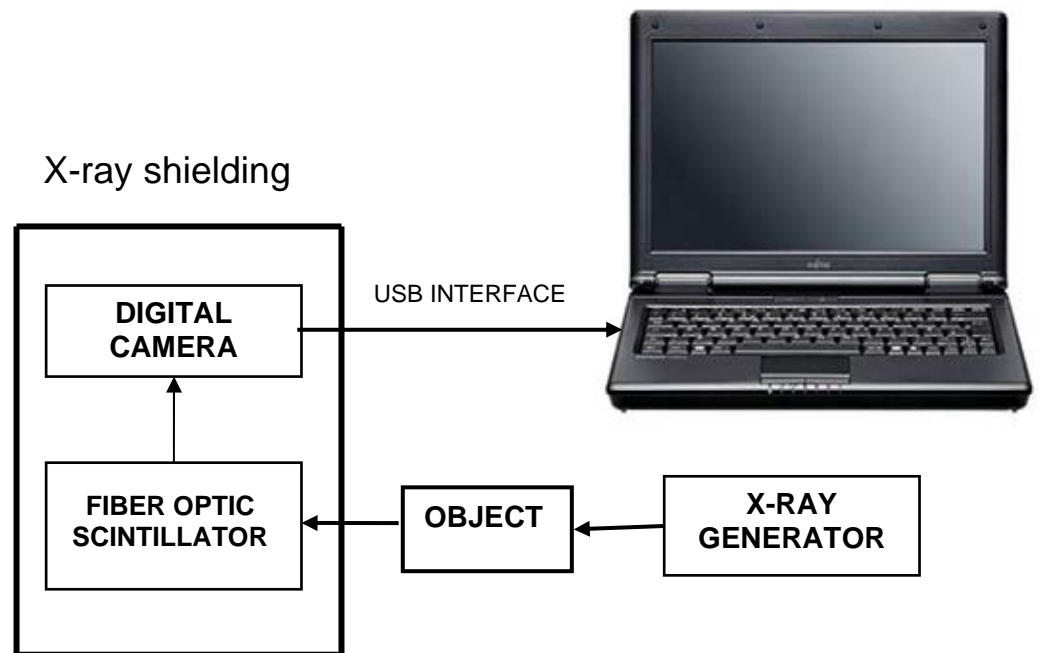 X-ray shielding
DIGITAL
CAMERA
USB INTERFACE
FIBER OPTIC
SCINTILLATOR
OBJECT
X-RAY
GENERATOR